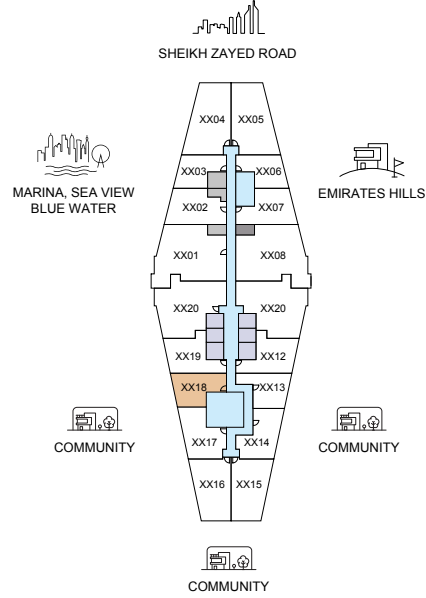 SHEIKH ZAYED ROAD
XX04 XX05
XX03 XX06
MARINA, SEA VIEW
BLUE WATER
EMIRATES HILLS
XX02 XX07
XX01 XX08
XX20 XX20
XX19 XX12
XX18 XX13
COMMUNITY
COMMUNITY
XX17 XX14
XX16 XX15
COMMUNITY